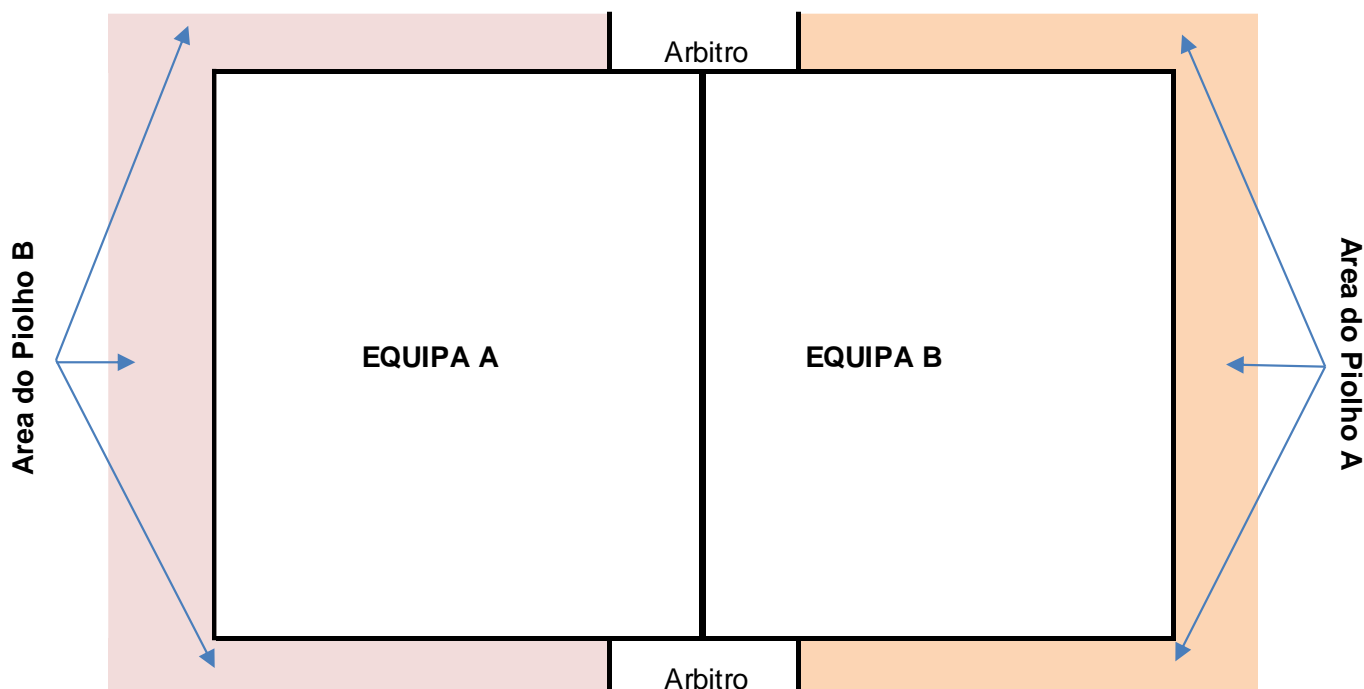 Arbitro
Area do Piolho B
EQUIPA A
EQUIPA B
Area do Piolho A
Arbitro